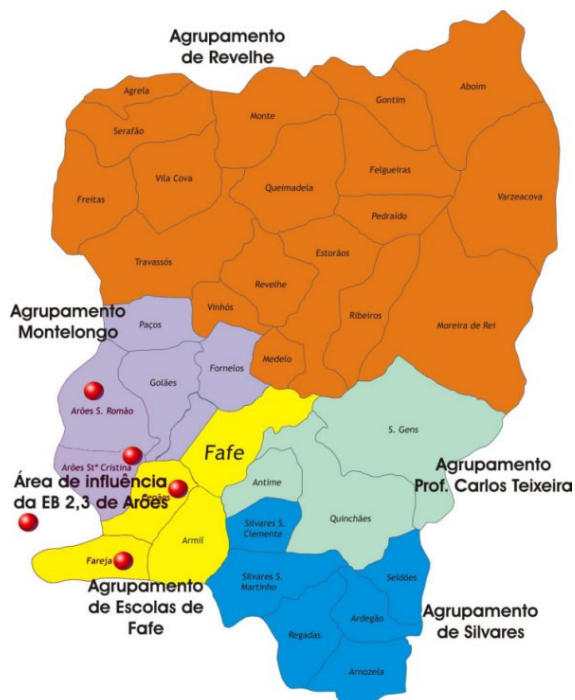 Agrupamento
de Revelhe
Agrela
Gontim
Aboim
Serafão
Monte
Vila Cova
Felgueiras
Queimadela
Freitas
Varzeacova
Pedraído
Estorãos
Travassós
Revelhe
Ribeiros
Moreira de Rei
Vinhós
Agrupamento
Montelongo
Paços
Medelo
Fornelos
Golães
Arões S. Romão
S. Gens
Fafe
Arões Stª Cristina
Área de influência
da EB 2,3 de Arões
Agrupamento
Prof. Carlos Teixeira
Antime
Quinchães
Silvares S.
Clemente
Armil
Fareja
Silvares S.
Martinho
Seidões
Agrupamento
de Escolas de
Fafe
Ardegão
Agrupamento
de Silvares
Regadas
Arnozela